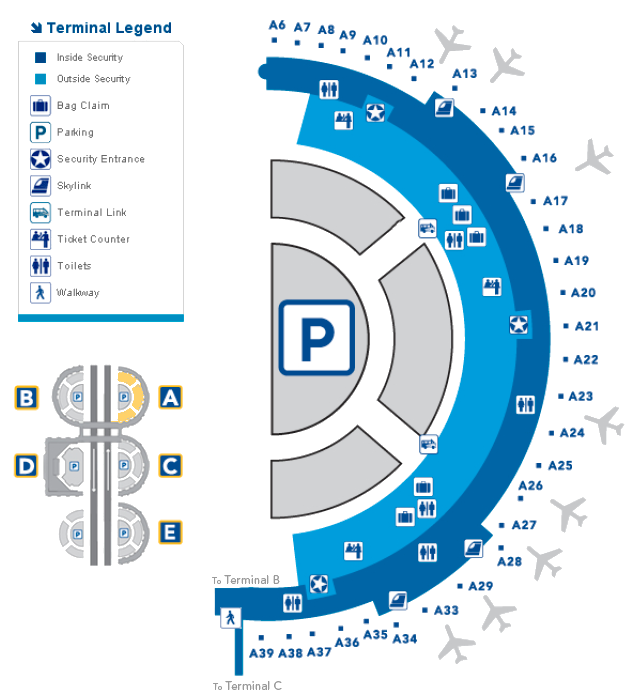 Terminal Legend
Inside Security
Outside Security
Bag Claim
P Parking
Security Entrance
Skylink
Terminal Link
Ticket Counter
Toilets
Walkway
A6
A7
A8
A9
A10
A11
A12
A13
A14
A15
A16
A17
A18
A19
A20
A21
A22
A23
A24
A25
A26
A27
A28
A29
A33
A34
A35
A36
A37
A38
A39
P
B
P
P
A
D
P
P
C
P
P
E
To Terminal B
To Terminal C